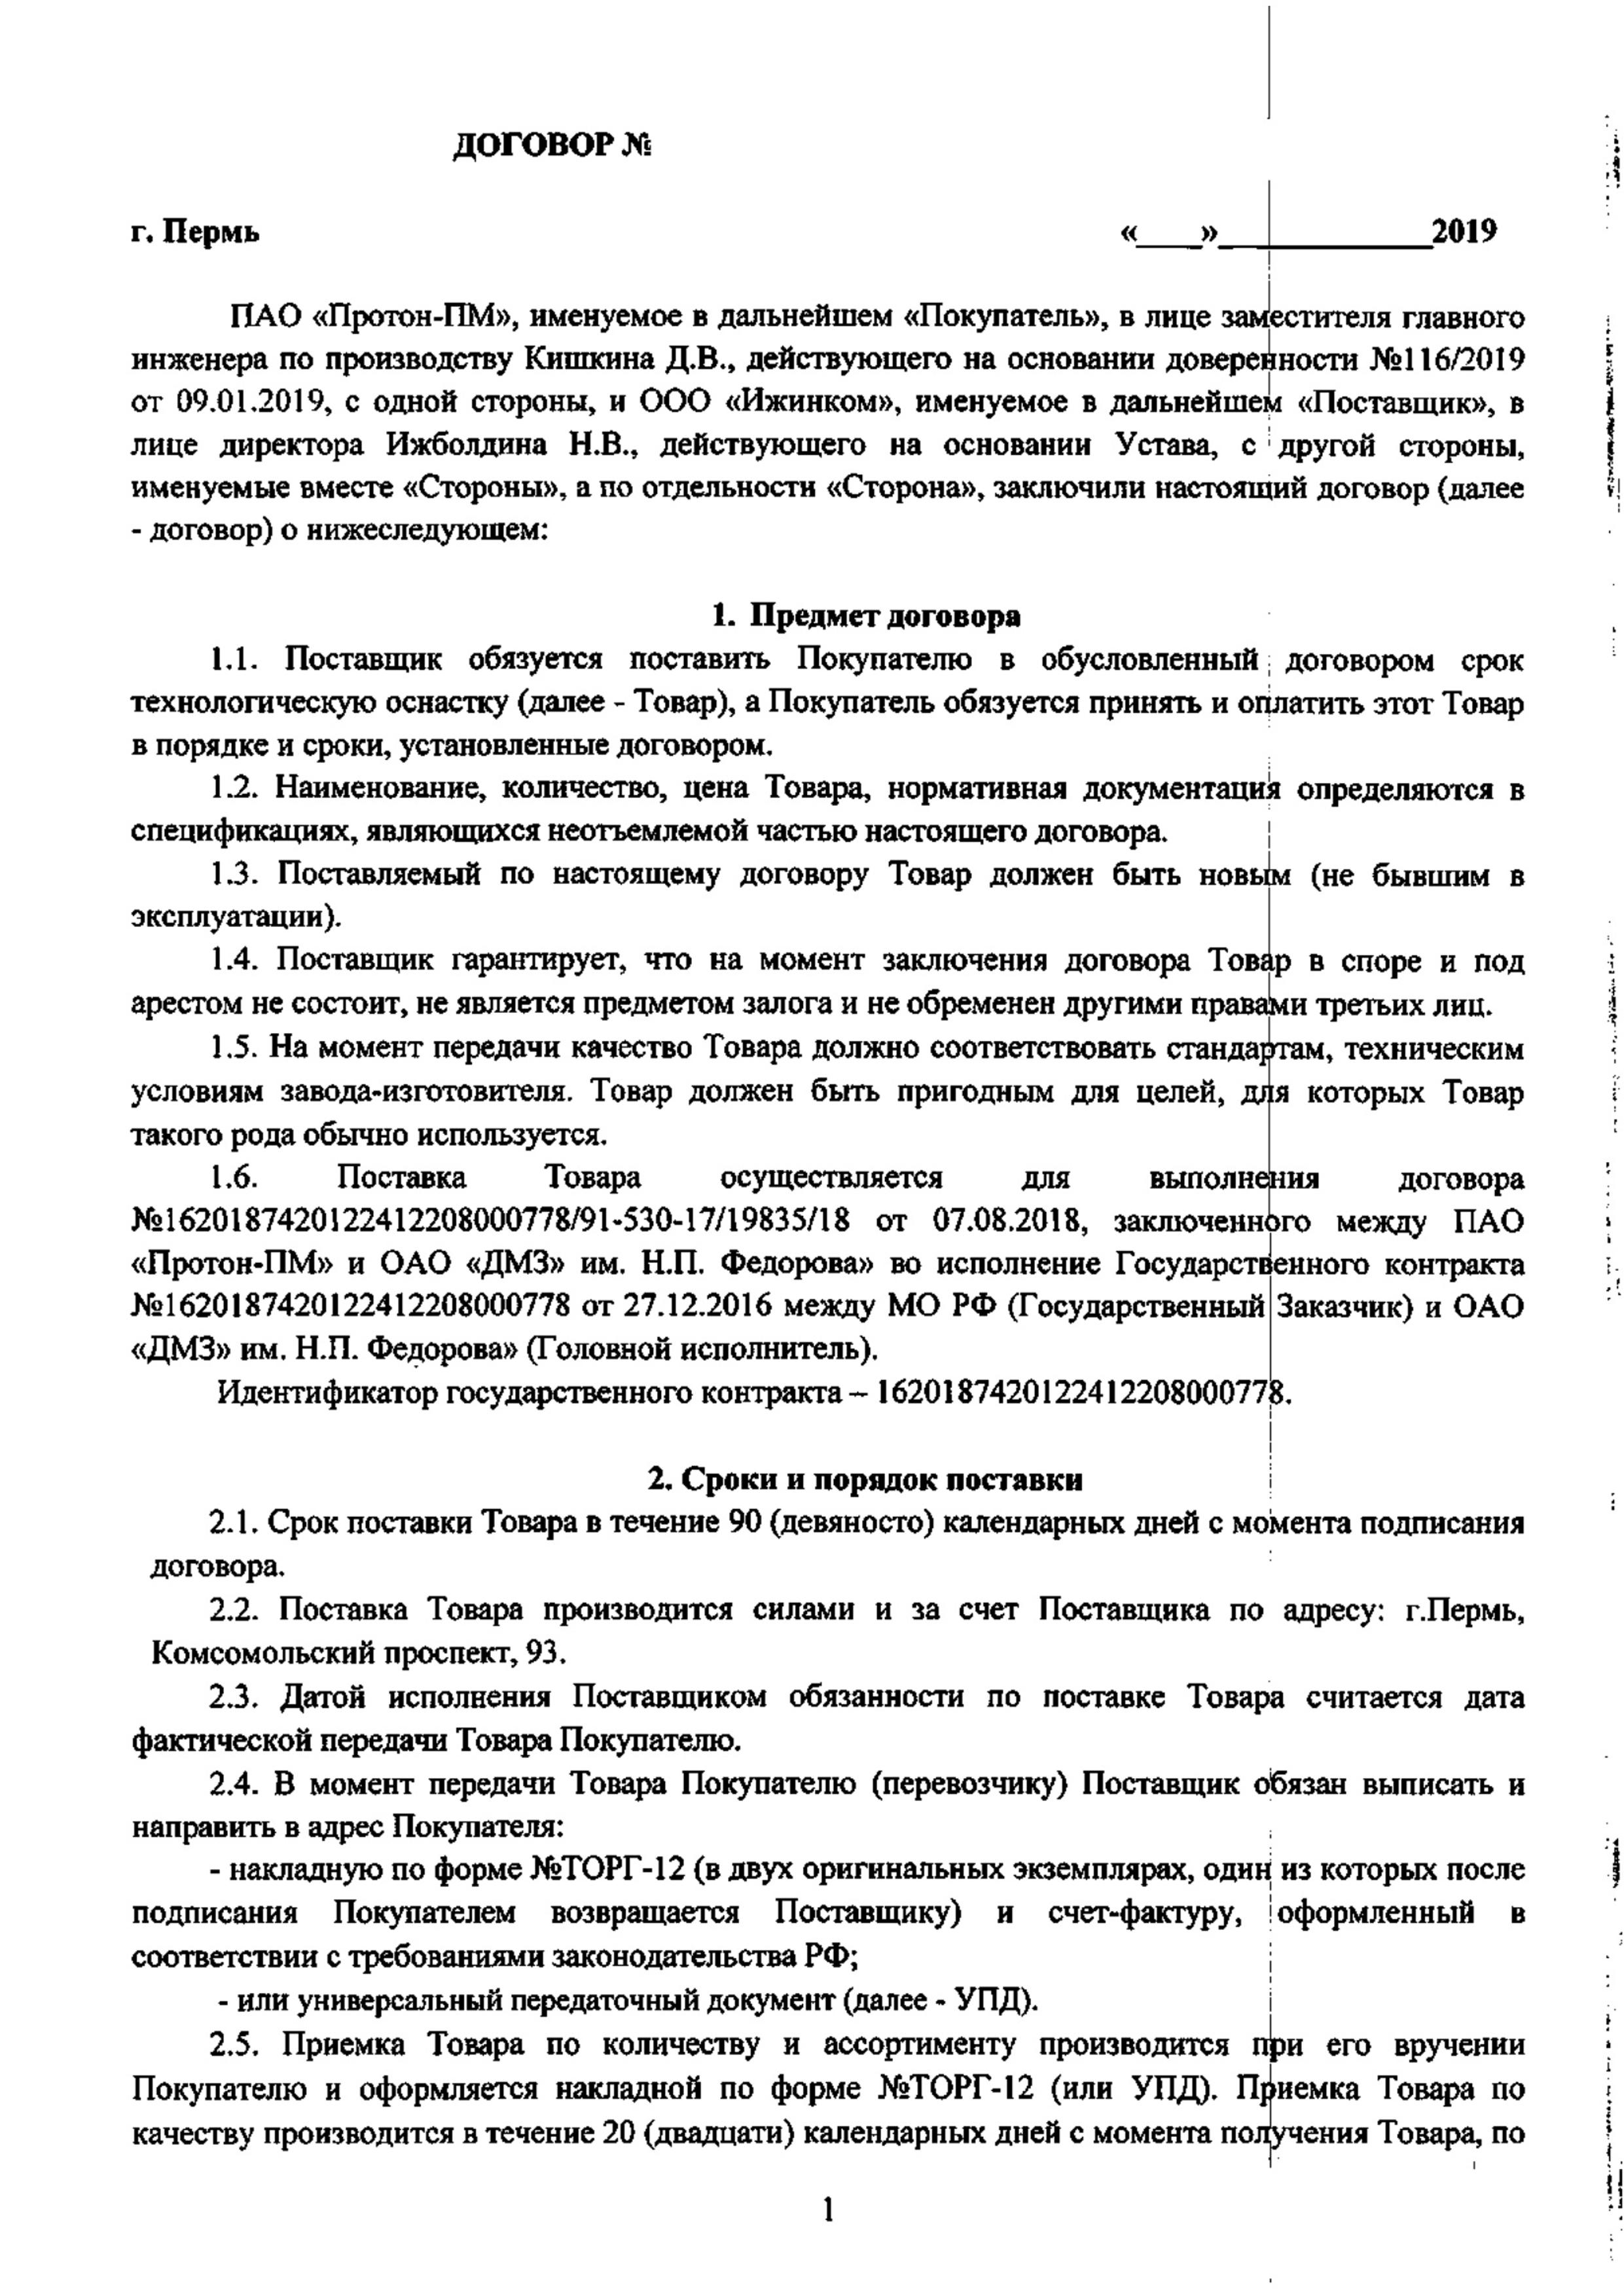 ДОГОВОР №
г. Пермь «___»____________2019
ПАО «Протон-ПМ», именуемое в дальнейшем «Покупатель», в лице заместителя главного
инженера по производству Кишкина Д.В., действующего на основании доверенности №116/2019
от 09.01.2019, с одной стороны, и ООО «Ижинком», именуемое в дальнейшем «Поставщик», в
лице директора Ижболдина Н.В., действующего на основании Устава, с другой стороны,
именуемые вместе «Стороны», а по отдельности «Сторона», заключили настоящий договор (далее
- договор) о нижеследующем:
1. Предмет договора
1.1. Поставщик обязуется поставить Покупателю в обусловленный договором срок
технологическую оснастку (далее - Товар), а Покупатель обязуется принять и оплатить этот Товар
в порядке и сроки, установленные договором.
1.2. Наименование, количество, цена Товара, нормативная документация определяются в
спецификациях, являющихся неотъемлемой частью настоящего договора.
1.3. Поставляемый по настоящему договору Товар должен быть новым (не бывшим в
эксплуатации).
1.4. Поставщик гарантирует, что на момент заключения договора Товар в споре и под
арестом не состоит, не является предметом залога и не обременен другими правами третьих лиц.
1.5. На момент передачи качество Товара должно соответствовать стандартам, техническим
условиям завода-изготовителя. Товар должен быть пригодным для целей, для которых Товар
такого рода обычно используется.
1.6. Поставка Товара осуществляется для выполнения договора
№1620187420122412208000778/91-530-17/19835/18 от 07.08.2018, заключенного между ПАО
«Протон-ПМ» и ОАО «ДМЗ» им. Н.П. Федорова» во исполнение Государственного контракта
№1620187420122412208000778 от 27.12.2016 между МО РФ (Государственный Заказчик) и ОАО
«ДМЗ» им. Н.П. Федорова» (Головной исполнитель).
Идентификатор государственного контракта – 1620187420122412208000778.
2. Сроки и порядок поставки
2.1. Срок поставки Товара в течение 90 (девяносто) календарных дней с момента подписания
договора.
2.2. Поставка Товара производится силами и за счет Поставщика по адресу: г.Пермь,
Комсомольский проспект, 93.
2.3. Датой исполнения Поставщиком обязанности по поставке Товара считается дата
фактической передачи Товара Покупателю.
2.4. В момент передачи Товара Покупателю (перевозчику) Поставщик обязан выписать и
направить в адрес Покупателя:
- накладную по форме №ТОРГ-12 (в двух оригинальных экземплярах, один из которых после
подписания Покупателем возвращается Поставщику) и счет-фактуру, оформленный в
соответствии с требованиями законодательства РФ;
- или универсальный передаточный документ (далее - УПД).
2.5. Приемка Товара по количеству и ассортименту производится при его вручении
Покупателю и оформляется накладной по форме №ТОРГ-12 (или УПД). Приемка Товара по
качеству производится в течение 20 (двадцати) календарных дней с момента получения Товара, по
1